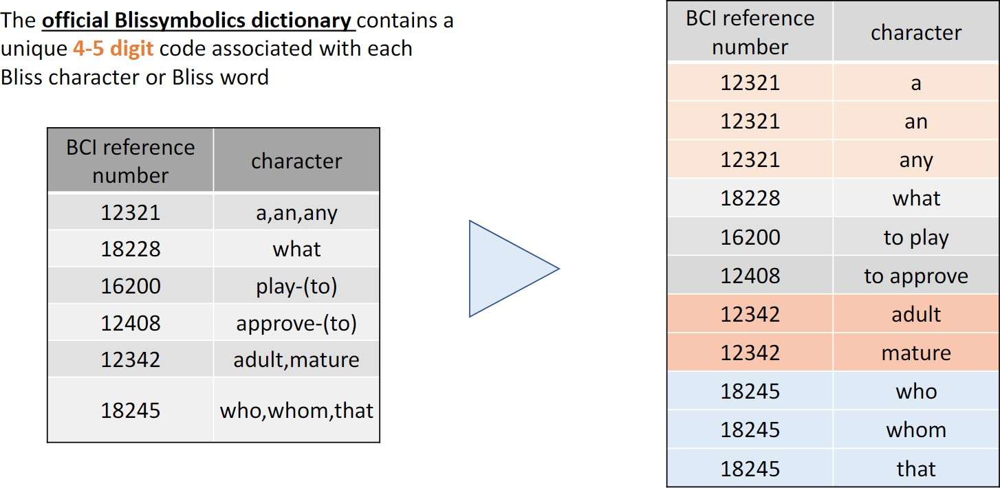 The official Blissymbolics dictionary contains a
unique 4-5 digit code associated with each
Bliss character or Bliss word
BCI reference
number
character
12321
a,an,any
18228
what
16200
play-(to)
12408
approve-(to)
12342
adult,mature
18245
who,whom,that
BCI reference
number
character
12321
a
12321
an
12321
any
18228
what
16200
to play
12408
to approve
12342
adult
12342
mature
18245
who
18245
whom
18245
that